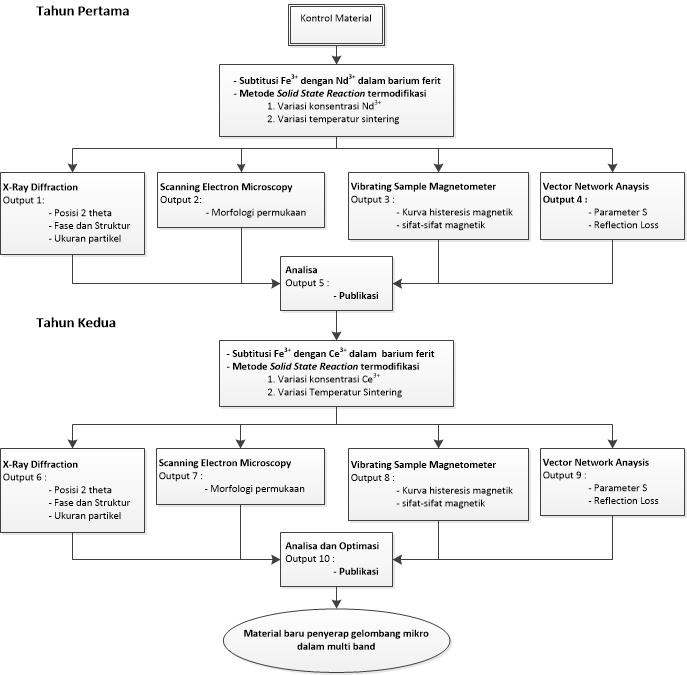 Tahun Pertama
Kontrol Material
- Subtitusi Fe³⁺ dengan Nd³⁺ dalam barium ferit
- Metode Solid State Reaction termodifikasi
1. Variasi konsentrasi Nd³⁺
2. Variasi temperatur sintering
X-Ray Diffraction
Output 1:
- Posisi 2 theta
- Fase dan Struktur
- Ukuran partikel
Scanning Electron Microscopy
Output 2:
- Morfologi permukaan
Vibrating Sample Magnetometer
Output 3 :
- Kurva histeresis magnetik
- sifat-sifat magnetik
Vector Network Anaysis
Output 4 :
- Parameter S
- Reflection Loss
Analisa
Output 5 :
- Publikasi
Tahun Kedua
- Subtitusi Fe³⁺ dengan Ce³⁺ dalam barium ferit
- Metode Solid State Reaction termodifikasi
1. Variasi konsentrasi Ce³⁺
2. Variasi Temperatur Sintering
X-Ray Diffraction
Output 6 :
- Posisi 2 theta
- Fase dan Struktur
- Ukuran partikel
Scanning Electron Microscopy
Output 7 :
- Morfologi permukaan
Vibrating Sample Magnetometer
Output 8 :
- Kurva histeresis magnetik
- sifat-sifat magnetik
Vector Network Anaysis
Output 9 :
- Parameter S
- Reflection Loss
Analisa dan Optimasi
Output 10 :
- Publikasi
Material baru penyerap gelombang mikro
dalam multi band